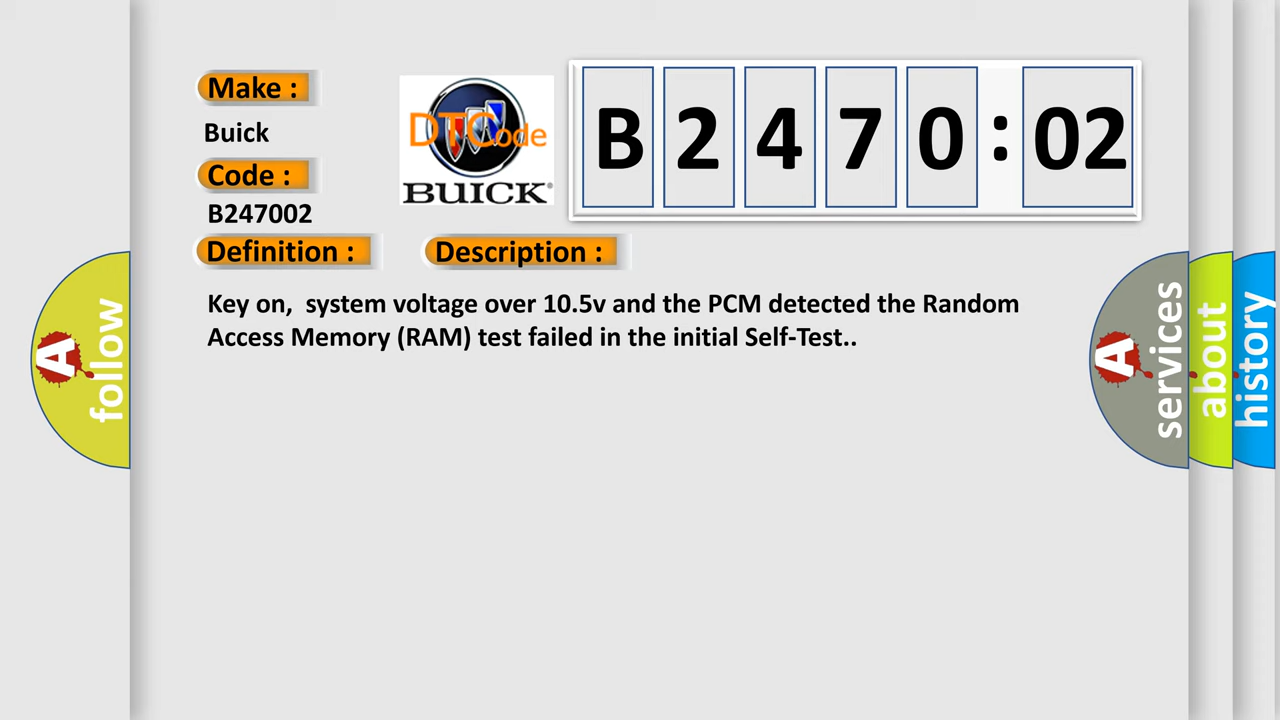 Make :
Buick
Code :
B247002
Definition :
Description :
DTCode
BUICK®
B 2 4 7 0 : 02
Key on,  system voltage over 10.5v and the PCM detected the Random
Access Memory (RAM) test failed in the initial Self-Test..
A
follow
A
services
about
history